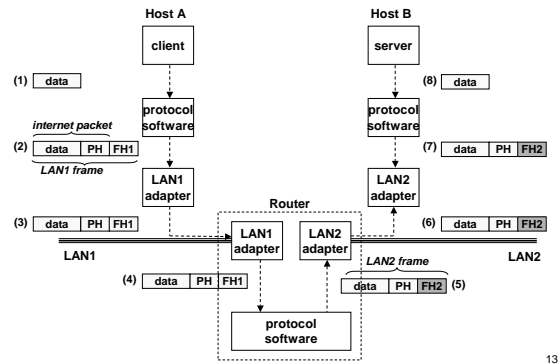 Host A
Host B
client
server
(1) data
(8) data
protocol
software
protocol
software
internet packet
(2) data PH FH1
LAN1 frame
(7) data PH FH2
LAN1
adapter
LAN2
adapter
Router
(3) data PH FH1
(6) data PH FH2
LAN1
adapter
LAN2
adapter
LAN1
LAN2
LAN2 frame
(4) data PH FH1
data PH FH2 (5)
protocol
software
13